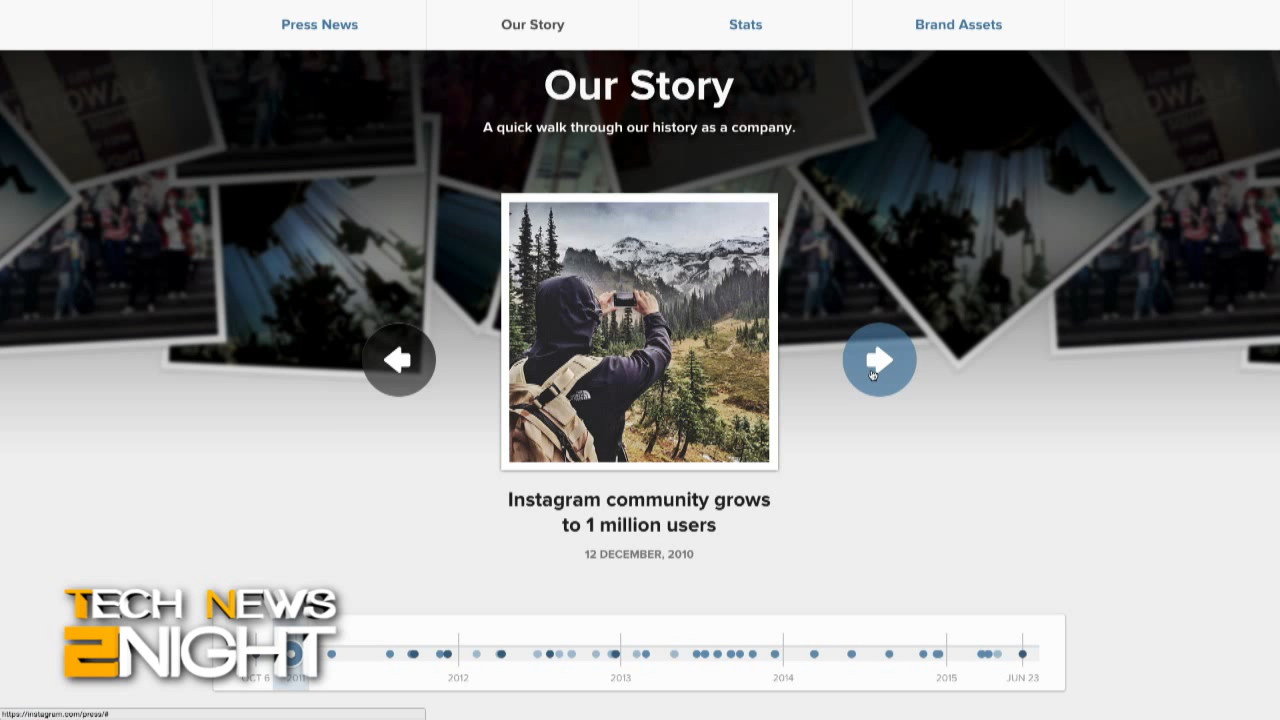 Press News
Our Story
Stats
Brand Assets
Our Story
A quick walk through our history as a company.
Instagram community grows
to 1 million users
12 DECEMBER, 2010
TECH NEWS
2NIGHT
2011
2012
2013
2014
2015
JUN 23
https://instagram.com/press/#